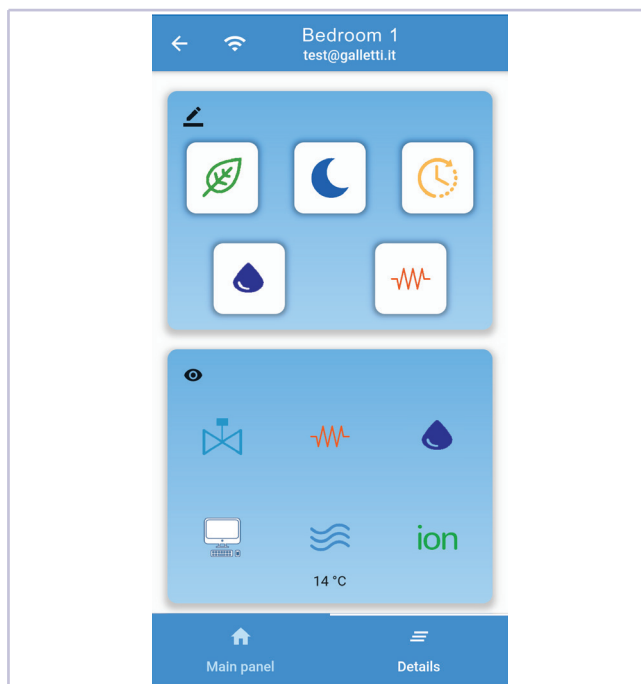 Bedroom 1
test@galletti.it
ion
14 °C
Main panel
Details